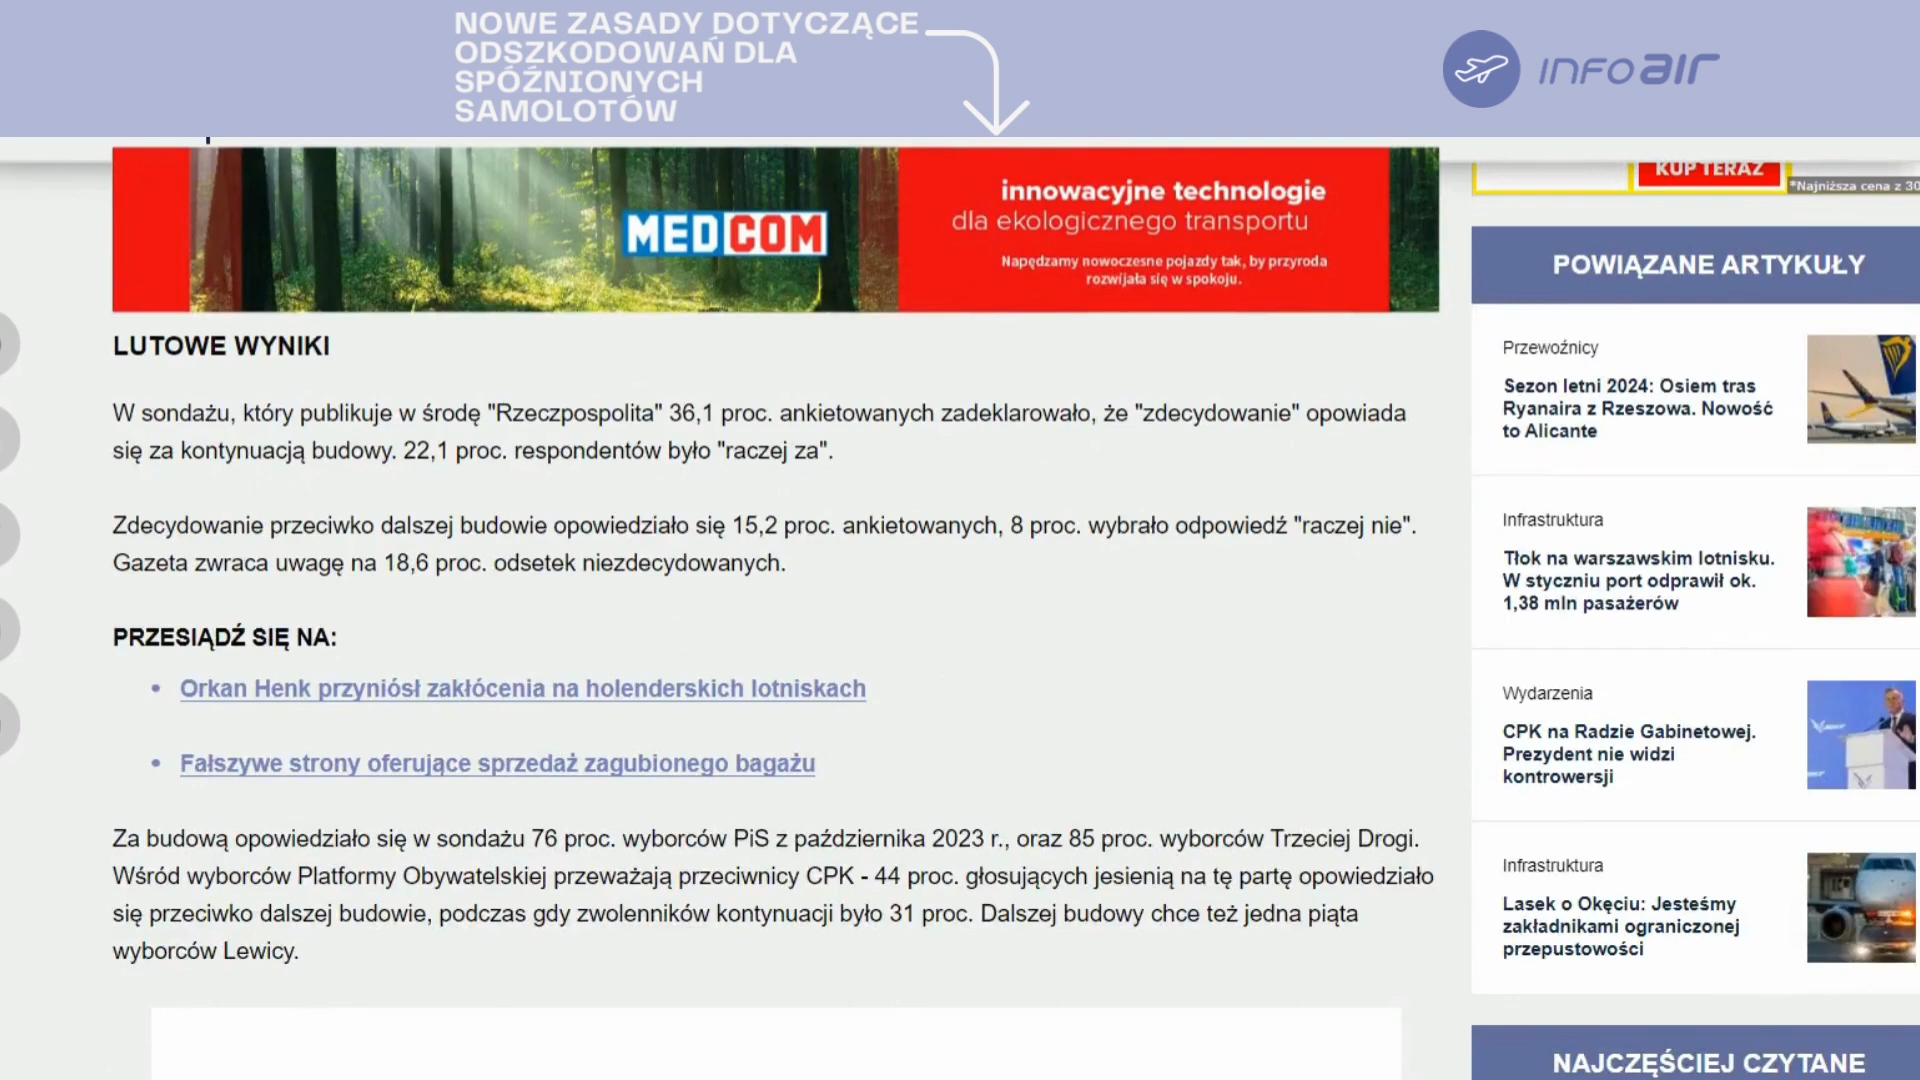 NOWE ZASADY DOTYCZĄCE
ODSZKODOWAŃ DLA
SPÓŹNIONYCH
SAMOLOTÓW
INFO AIR
MEDCOM
innowacyjne technologie
dla ekologicznego transportu
Napędzamy nowoczesne pojazdy tak, by przyroda
rozwijała się w spokoju.
KUP TERAZ
*Najniższa cena z 30
LUTOWE WYNIKI
W sondażu, który publikuje w środę "Rzeczpospolita" 36,1 proc. ankietowanych zadeklarowało, że "zdecydowanie" opowiada
się za kontynuacją budowy. 22,1 proc. respondentów było "raczej za".
Zdecydowanie przeciwko dalszej budowie opowiedziało się 15,2 proc. ankietowanych, 8 proc. wybrało odpowiedź "raczej nie".
Gazeta zwraca uwagę na 18,6 proc. odsetek niezdecydowanych.
PRZESIĄDŹ SIĘ NA:
• Orkan Henk przyniósł zakłócenia na holenderskich lotniskach
• Fałszywe strony oferujące sprzedaż zagubionego bagażu
Za budową opowiedziało się w sondażu 76 proc. wyborców PiS z października 2023 r., oraz 85 proc. wyborców Trzeciej Drogi.
Wśród wyborców Platformy Obywatelskiej przeważają przeciwnicy CPK - 44 proc. głosujących jesienią na tę partę opowiedziało
się przeciwko dalszej budowie, podczas gdy zwolenników kontynuacji było 31 proc. Dalszej budowy chce też jedna piąta
wyborców Lewicy.
POWIĄZANE ARTYKUŁY
Przewoźnicy
Sezon letni 2024: Osiem tras
Ryanaira z Rzeszowa. Nowość
to Alicante
Infrastruktura
Tłok na warszawskim lotnisku.
W styczniu port odprawił ok.
1,38 mln pasażerów
Wydarzenia
CPK na Radzie Gabinetowej.
Prezydent nie widzi
kontrowersji
Infrastruktura
Lasek o Okęciu: Jesteśmy
zakładnikami ograniczonej
przepustowości
NAJCZĘŚCIEJ CZYTANE